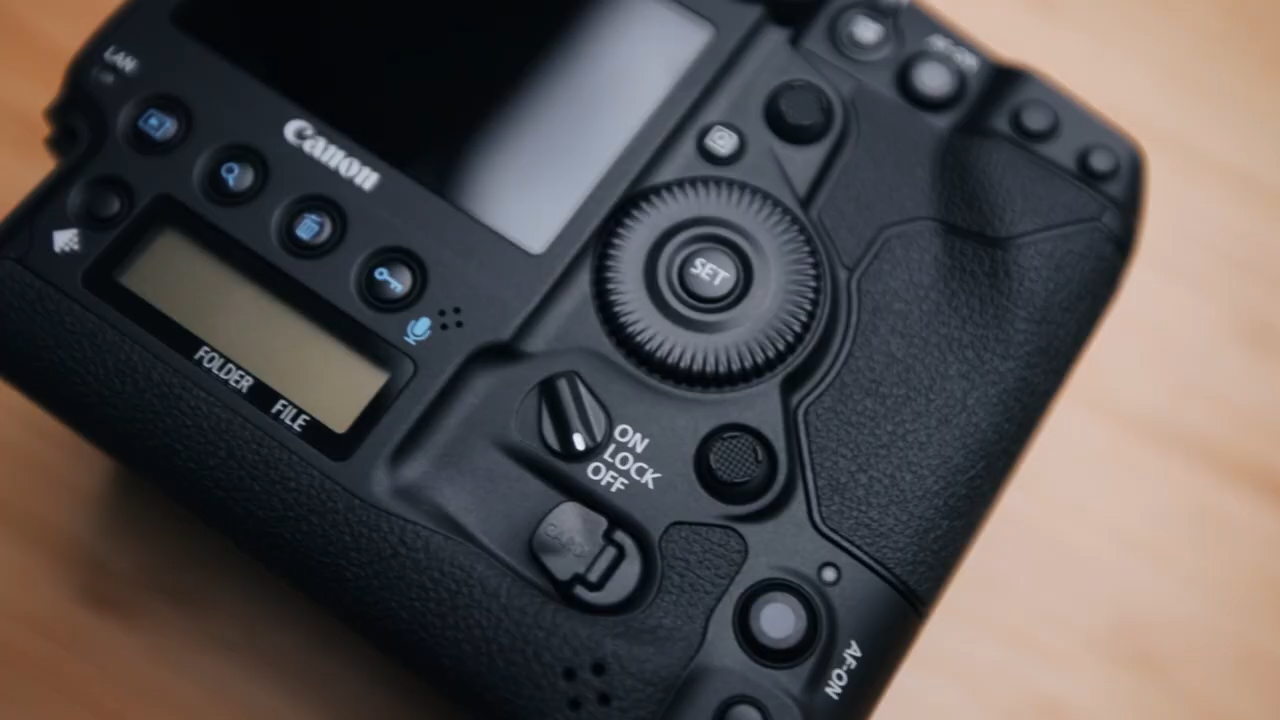 LAN
Canon
SET
FOLDER
FILE
ON
LOCK
OFF
AF-ON